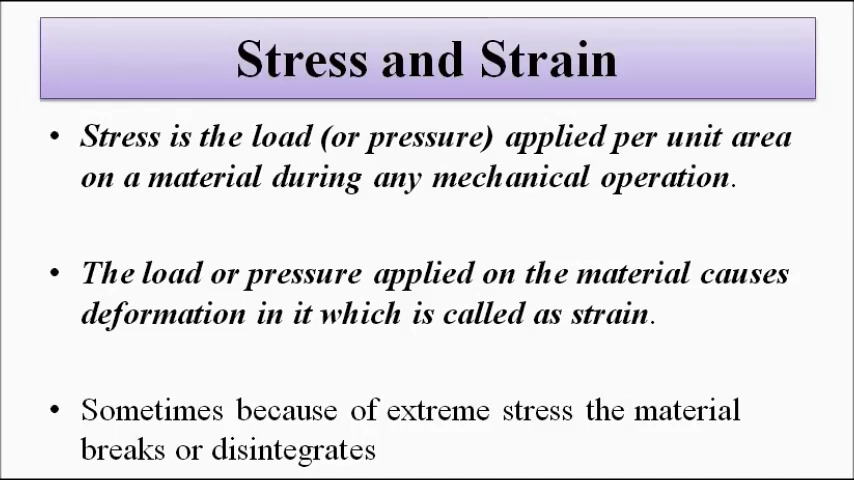 Stress and Strain
• Stress is the load (or pressure) applied per unit area
on a material during any mechanical operation.
• The load or pressure applied on the material causes
deformation in it which is called as strain.
• Sometimes because of extreme stress the material
breaks or disintegrates